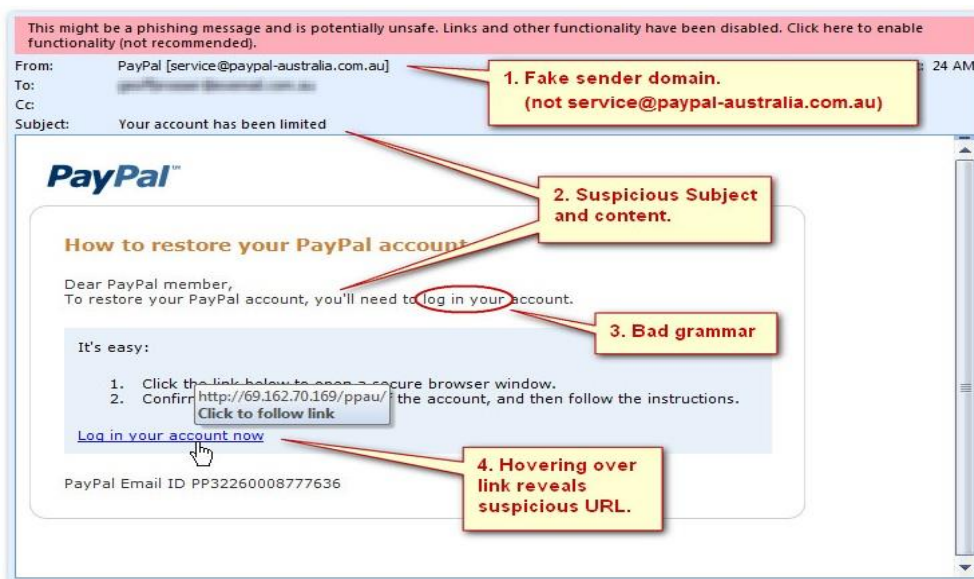 This might be a phishing message and is potentially unsafe. Links and other functionality have been disabled. Click here to enable
functionality (not recommended).
From: PayPal [service@paypal-australia.com.au]
24 AM
To:
Cc:
Subject: Your account has been limited
1. Fake sender domain.
(not service@paypal-australia.com.au)
PayPal™
2. Suspicious Subject
and content.
How to restore your PayPal account
Dear PayPal member,
To restore your PayPal account, you'll need to log in your account.
3. Bad grammar
It's easy:
1. Click the link below to open a secure browser window.
2. Confirm the account, and then follow the instructions.
http://69.162.70.169/ppau/
Click to follow link
Log in your account now
4. Hovering over
link reveals
suspicious URL.
PayPal Email ID PP32260008777636